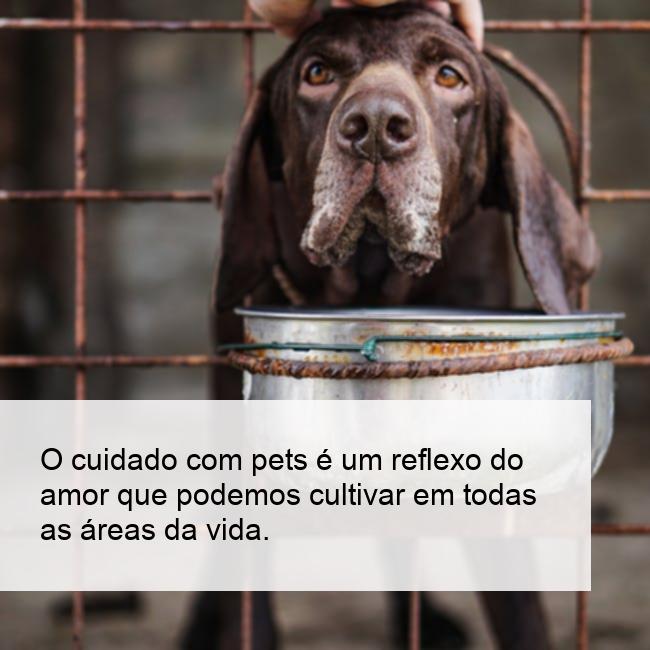 O cuidado com pets é um reflexo do
amor que podemos cultivar em todas
as áreas da vida.